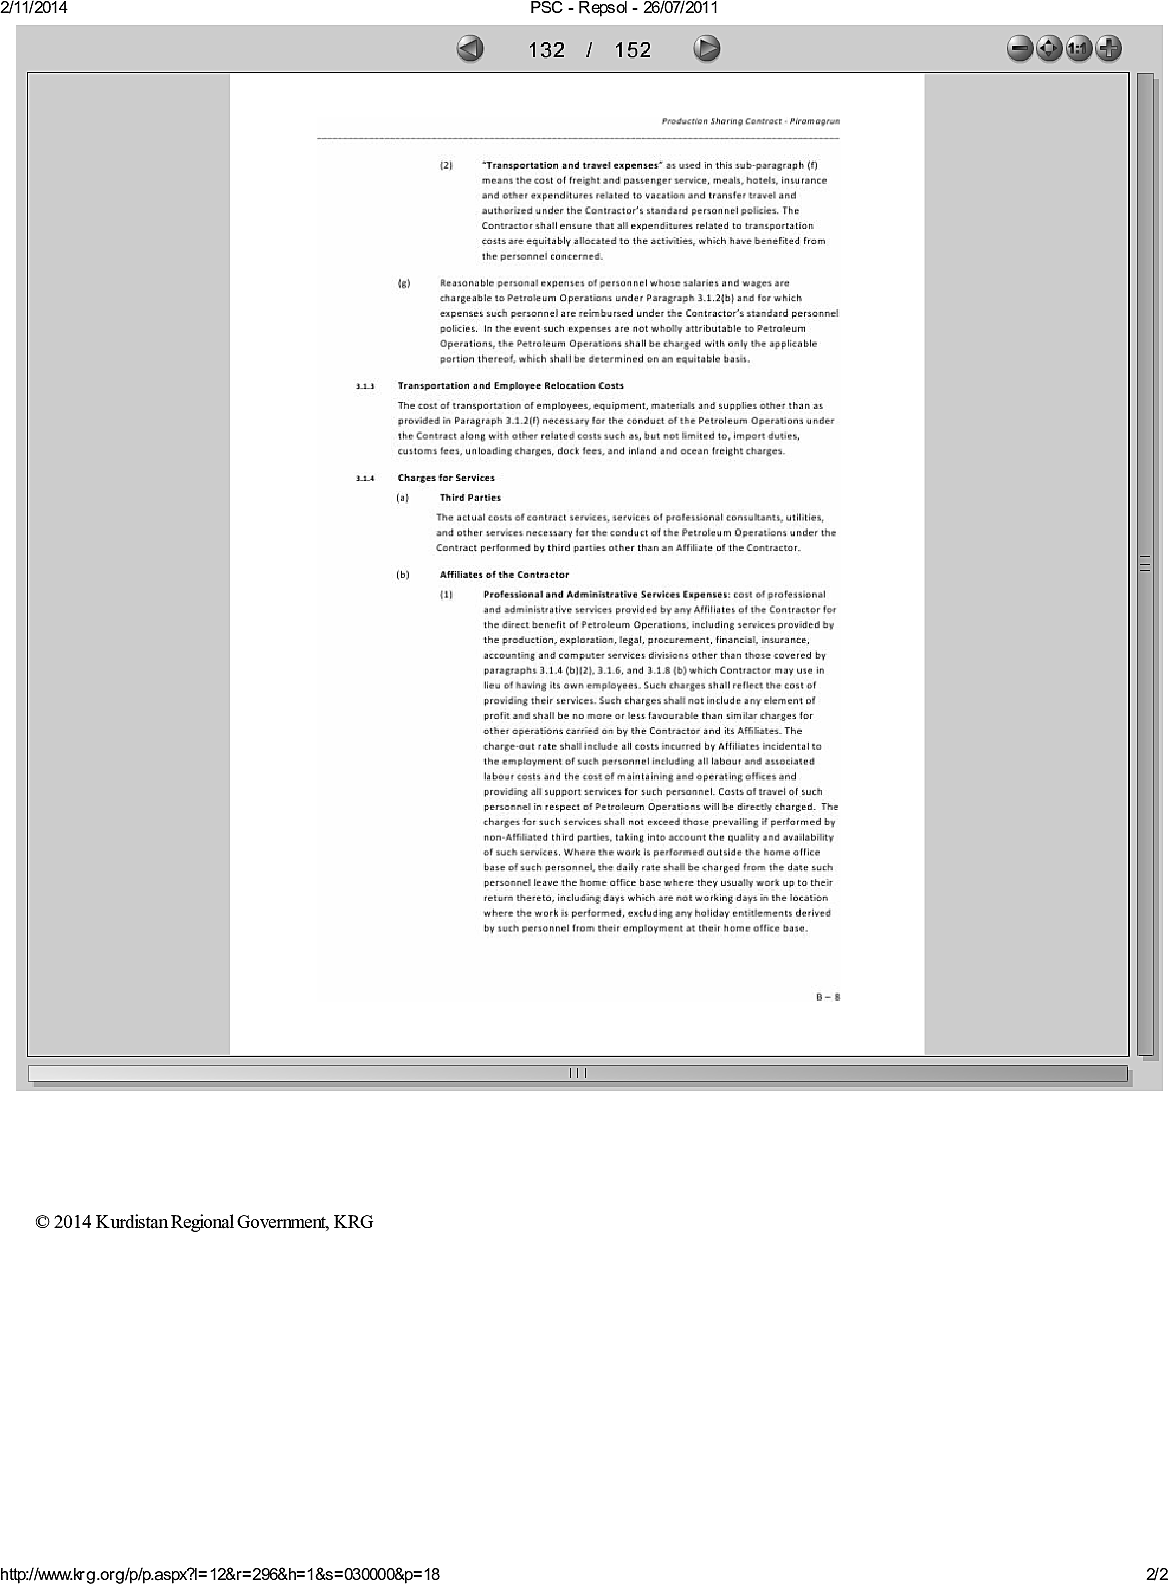 2/11/2014 PSC - Repsol - 26/07/2011
132 / 152
1:1
Production Sharing Contract - Piramagrun
(2) "Transportation and travel expenses" as used in this sub-paragraph (f)
means the cost of freight and passenger service, meals, hotels, insurance
and other expenditures related to vacation and transfer travel and
authorized under the Contractor's standard personnel policies. The
Contractor shall ensure that all expenditures related to transportation
costs are equitably allocated to the activities, which have benefited from
the personnel concerned.
(g) Reasonable personal expenses of personnel whose salaries and wages are
chargeable to Petroleum Operations under Paragraph 3.1.2(b) and for which
expenses such personnel are reimbursed under the Contractor's standard personnel
policies. In the event such expenses are not wholly attributable to Petroleum
Operations, the Petroleum Operations shall be charged with only the applicable
portion thereof, which shall be determined on an equitable basis.
3.1.3 Transportation and Employee Relocation Costs
The cost of transportation of employees, equipment, materials and supplies other than as
provided in Paragraph 3.1.2(f) necessary for the conduct of the Petroleum Operations under
the Contract along with other related costs such as, but not limited to, import duties,
customs fees, unloading charges, dock fees, and inland and ocean freight charges.
3.1.4 Charges for Services
(a) Third Parties
The actual costs of contract services, services of professional consultants, utilities,
and other services necessary for the conduct of the Petroleum Operations under the
Contract performed by third parties other than an Affiliate of the Contractor.
(b) Affiliates of the Contractor
(1) Professional and Administrative Services Expenses: cost of professional
and administrative services provided by any Affiliates of the Contractor for
the direct benefit of Petroleum Operations, including services provided by
the production, exploration, legal, procurement, financial, insurance,
accounting and computer services divisions other than those covered by
paragraphs 3.1.4 (b)(2), 3.1.6, and 3.1.8 (b) which Contractor may use in
lieu of having its own employees. Such charges shall reflect the cost of
providing their services. Such charges shall not include any element of
profit and shall be no more or less favourable than similar charges for
other operations carried on by the Contractor and its Affiliates. The
charge-out rate shall include all costs incurred by Affiliates incidental to
the employment of such personnel including all labour and associated
labour costs and the cost of maintaining and operating offices and
providing all support services for such personnel. Costs of travel of such
personnel in respect of Petroleum Operations will be directly charged. The
charges for such services shall not exceed those prevailing if performed by
non-Affiliated third parties, taking into account the quality and availability
of such services. Where the work is performed outside the home office
base of such personnel, the daily rate shall be charged from the date such
personnel leave the home office base where they usually work up to their
return thereto, including days which are not working days in the location
where the work is performed, excluding any holiday entitlements derived
by such personnel from their employment at their home office base.
B – 8
© 2014 Kurdistan Regional Government, KRG
http://www.krg.org/p/p.aspx?l=12&r=296&h=1&s=030000&p=18 2/2